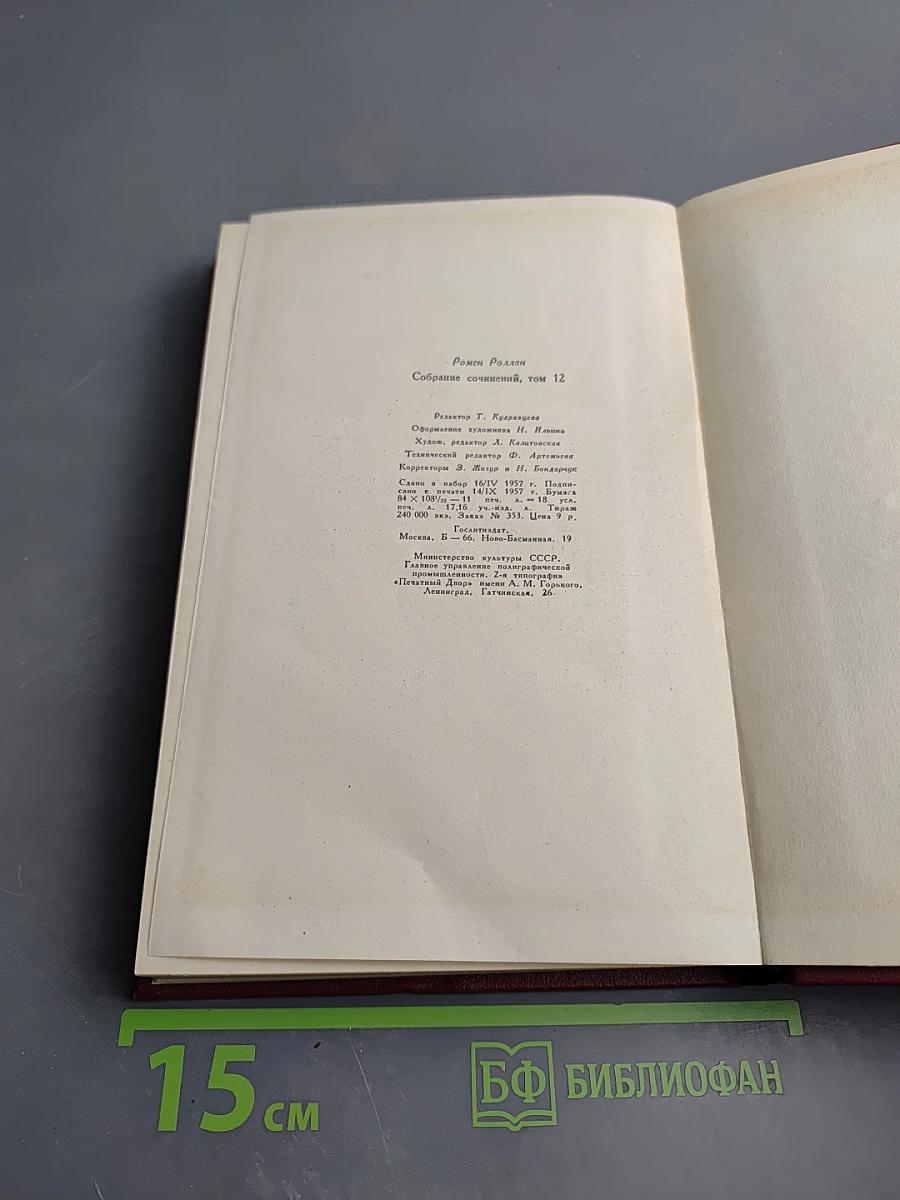 Ромен Роллан
Собрание сочинений, том 12
Редактор Т. Кудрявцева
Оформление художника Н. Ильина
Худож. редактор Л. Калитовская
Технический редактор Ф. Артемьева
Корректоры Э. Жигур и Н. Бондарчук
Сдано в набор 16/IV 1957 г. Подпи-
сано к печати 14/IX 1957 г. Бумага
84 × 108¹/₃₂ — 11 печ. л. = 18 усл.
печ. л. 17,16 уч.-изд. л. Тираж
240 000 экз. Заказ № 353. Цена 9 р.
Гослитиздат,
Москва, Б — 66, Ново-Басманная, 19
Министерство культуры СССР.
Главное управление полиграфической
промышленности. 2-я типография
«Печатный Двор» имени А. М. Горького.
Ленинград, Гатчинская, 26.
15 см
БФ БИБЛИОФАН